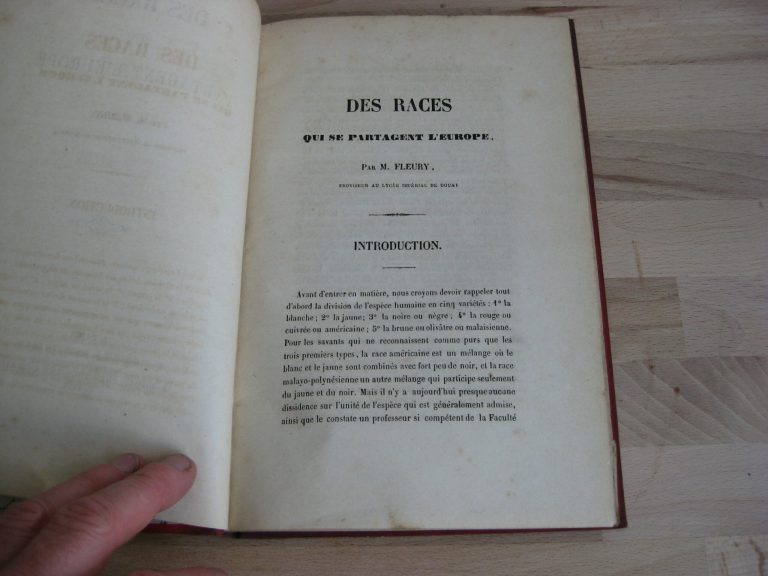 DES RACES
QUI SE PARTAGENT L'EUROPE,
PAR M. FLEURY,
PROVISEUR AU LYCÉE IMPÉRIAL DE DOUAI
INTRODUCTION.
Avant d'entrer en matière, nous croyons devoir rappeler tout
d'abord la division de l'espèce humaine en cinq variétés : 1º la
blanche ; 2º la jaune ; 3º la noire ou nègre ; 4º la rouge ou
cuivrée ou américaine ; 5º la brune ou olivâtre ou malaisienne.
Pour les savants qui ne reconnaissent comme purs que les
trois premiers types, la race américaine est un mélange où le
blanc et le jaune sont combinés avec fort peu de noir, et la race
malayo-polynésienne un autre mélange qui participe seulement
du jaune et du noir. Mais il n'y a aujourd'hui presque aucune
dissidence sur l'unité de l'espèce qui est généralement admise,
ainsi que le constate un professeur si compétent de la Faculté